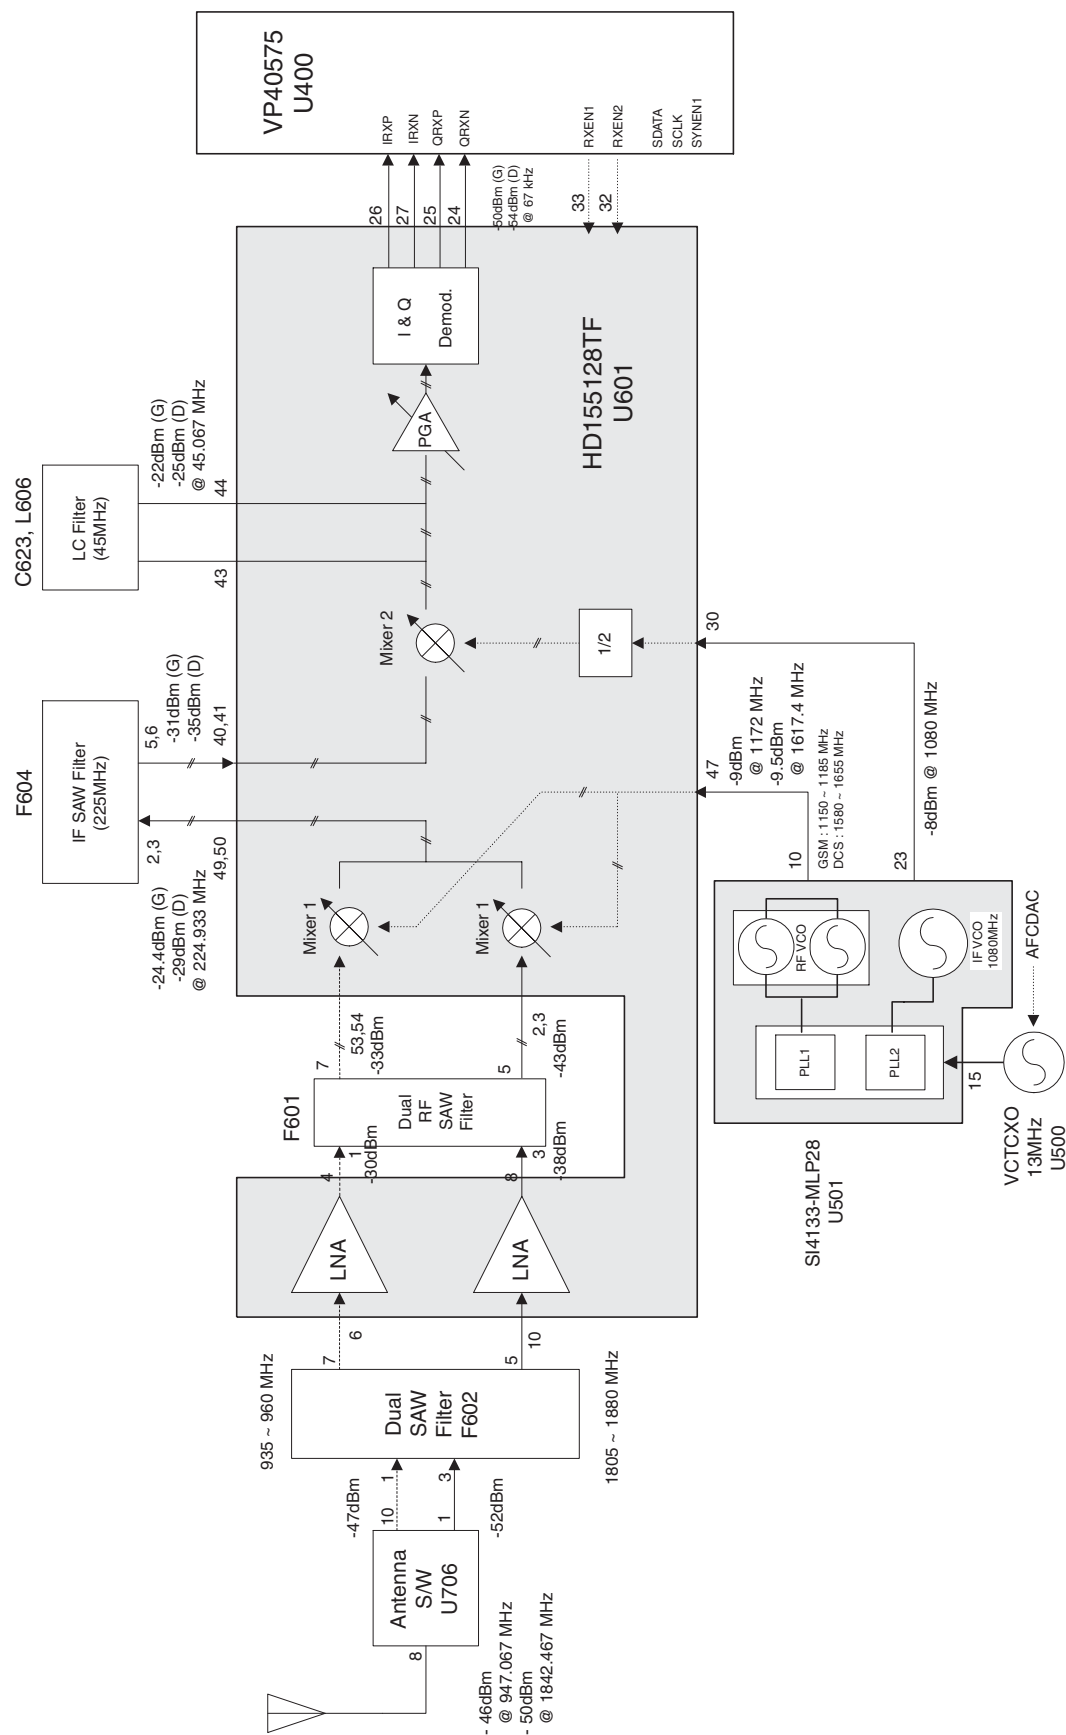 VP40575
U400
IRXP
IRXN
QRXP
QRXN
RXEN1
RXEN2
SDATA
SCLK
SYNEN1
26
27
25
24
-50dBm (G)
-54dBm (D)
@ 67 kHz
33
32
I & Q
Demod.
PGA
HD155128TF
U601
C623, L606
LC Filter
(45MHz)
-22dBm (G)
-25dBm (D)
@ 45.067 MHz
44
43
Mixer 2
1/2
30
F604
IF SAW Filter
(225MHz)
5,6
-31dBm (G)
-35dBm (D)
40,41
2,3
49,50
-24.4dBm (G)
-29dBm (D)
@ 224.933 MHz
Mixer 1
Mixer 1
47
-9dBm
@ 1172 MHz
-9.5dBm
@ 1617.4 MHz
GSM : 1150 ~ 1185 MHz
DCS : 1580 ~ 1655 MHz
-8dBm @ 1080 MHz
10
23
RF VCO
IF VCO
1080MHz
PLL1
PLL2
15
AFCDAC
VCTCXO
13MHz
U500
SI4133-MLP28
U501
53,54
-33dBm
2,3
-43dBm
7
5
F601
Dual
RF
SAW
Filter
1
-30dBm
3
-38dBm
4
8
LNA
LNA
6
10
7
5
935 ~ 960 MHz
Dual
SAW
Filter
F602
1805 ~ 1880 MHz
-47dBm
1
10
3
1
-52dBm
Antenna
S/W
U706
8
- 46dBm
@ 947.067 MHz
- 50dBm
@ 1842.467 MHz